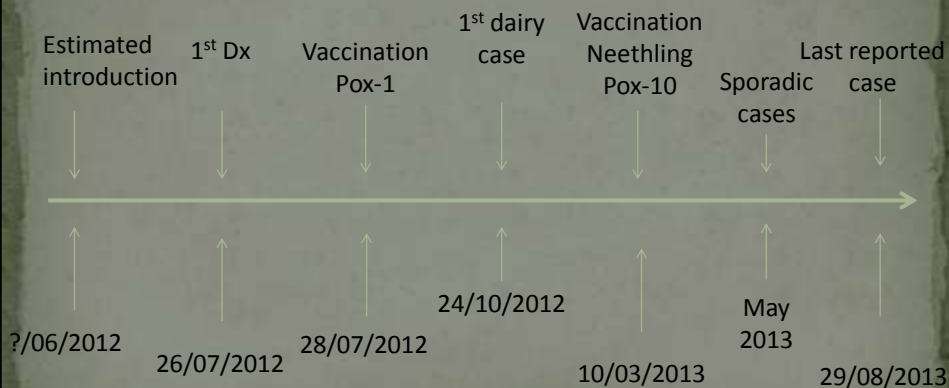 Estimated
introduction
1st Dx
Vaccination
Pox-1
1st dairy
case
Vaccination
Neethling
Pox-10
Sporadic
cases
Last reported
case
?/06/2012
26/07/2012
28/07/2012
24/10/2012
10/03/2013
May
2013
29/08/2013